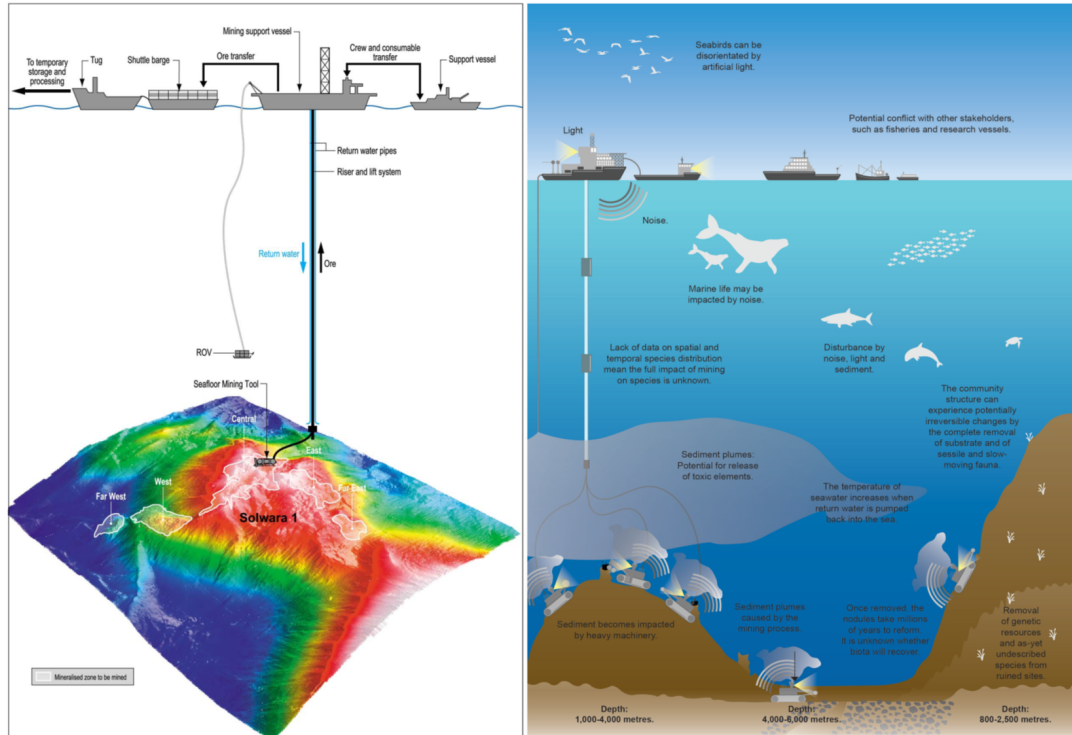 Mining support vessel
To temporary
storage and
processing
Tug
Shuttle barge
Ore transfer
Crew and consumable
transfer
Support vessel
Return water pipes
Riser and lift system
Return water
Ore
ROV
Seafloor Mining Tool
Central
East
Far West
West
Far East
Solwara 1
Mineralised zone to be mined
Seabirds can be
disorientated by
artificial light.
Potential conflict with other stakeholders,
such as fisheries and research vessels.
Light
Noise.
Marine life may be
impacted by noise.
Lack of data on spatial and
temporal species distribution
mean the full impact of mining
on species is unknown.
Disturbance by
noise, light and
sediment.
The community
structure can
experience potentially
irreversible changes by
the complete removal
of substrate and of
sessile and slow-
moving fauna.
Sediment plumes:
Potential for release
of toxic elements.
The temperature of
seawater increases when
return water is pumped
back into the sea.
Sediment becomes impacted
by heavy machinery.
Sediment plumes
caused by the
mining process.
Once removed, the
nodules take millions
of years to reform.
It is unknown whether
biota will recover.
Removal
of genetic
resources
and as-yet
undescribed
species from
ruined sites.
Depth:
1,000-4,000 metres.
Depth:
4,000-6,000 metres.
Depth:
800-2,500 metres.